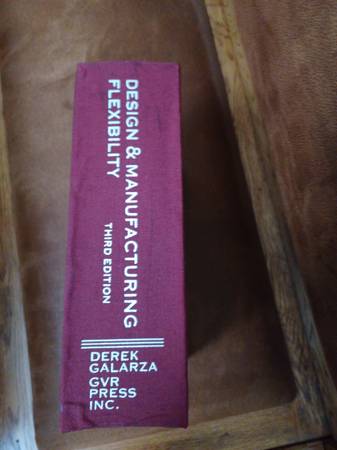 DESIGN & MANUFACTURING
FLEXIBILITY
THIRD EDITION
DEREK
GALARZA
GVR
PRESS
INC.